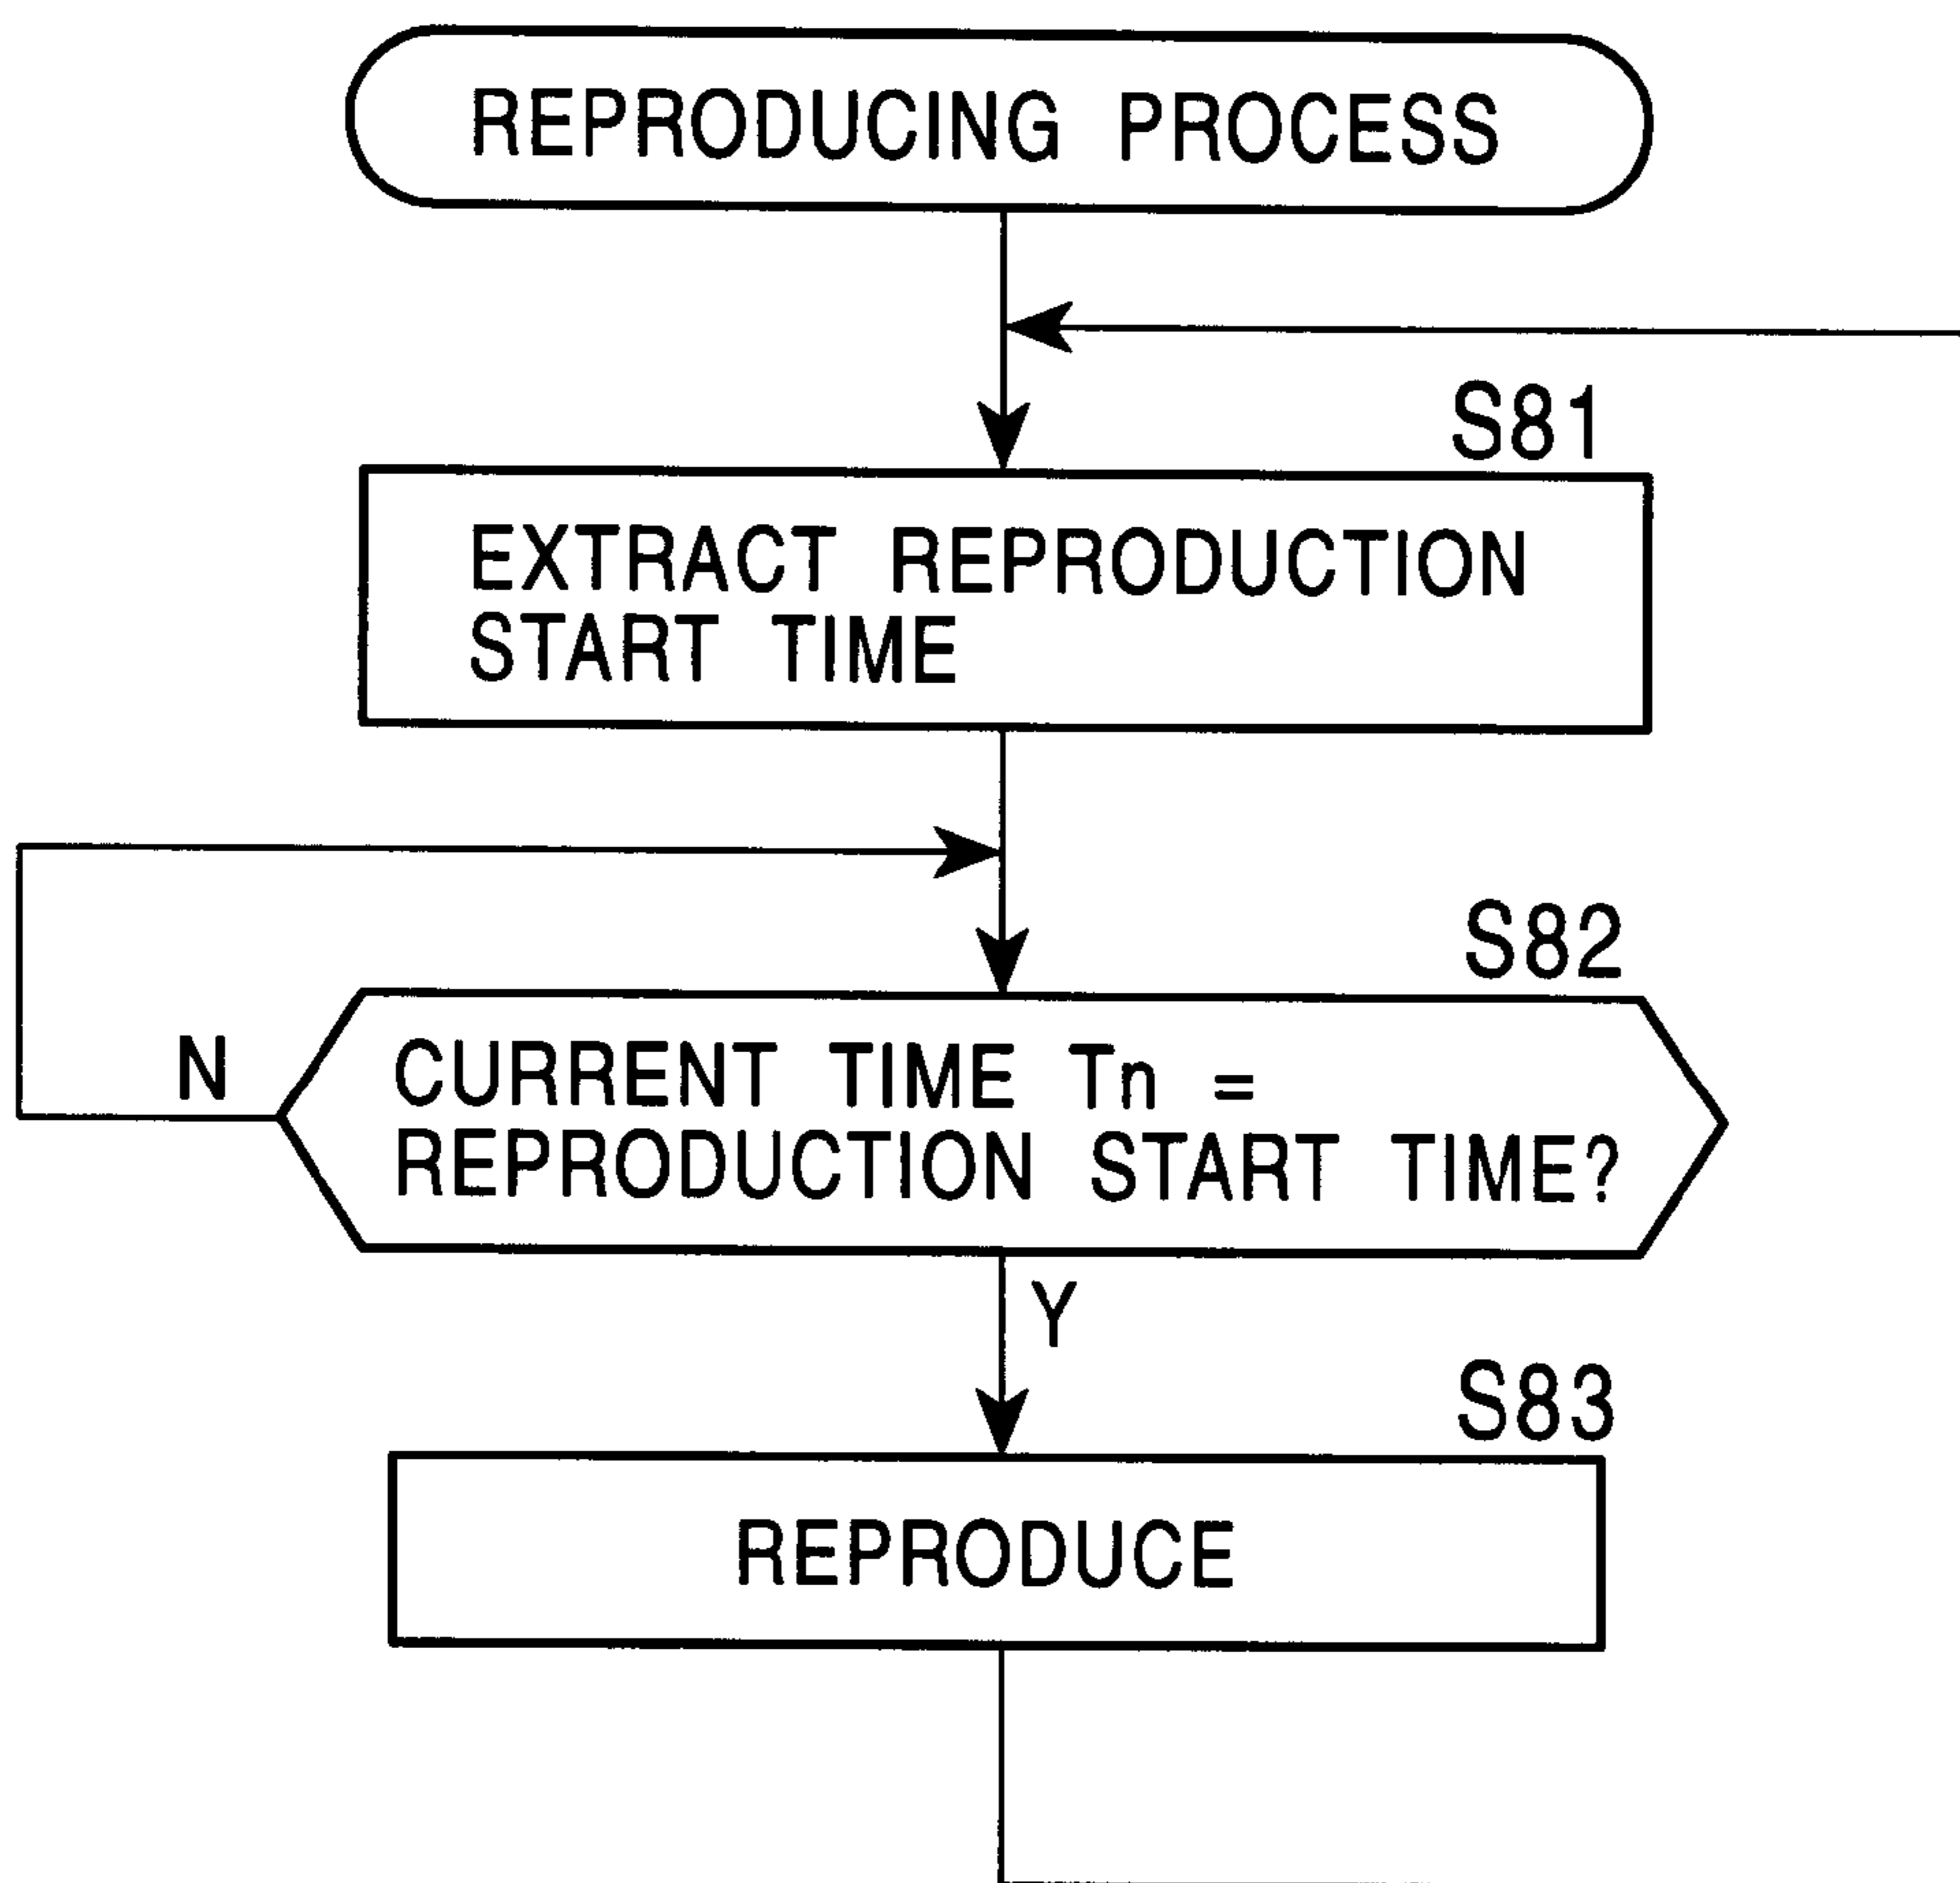 REPRODUCING PROCESS
S81
EXTRACT REPRODUCTION
START TIME
S82
N
CURRENT TIME Tn =
REPRODUCTION START TIME?
Y
S83
REPRODUCE